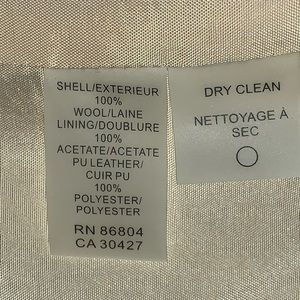 SHELL/EXTERIEUR
100%
WOOL/LAINE
LINING/DOUBLURE
100%
ACETATE/ACETATE
PU LEATHER/
CUIR PU
100%
POLYESTER/
POLYESTER
RN 86804
CA 30427
DRY CLEAN
NETTOYAGE À
SEC